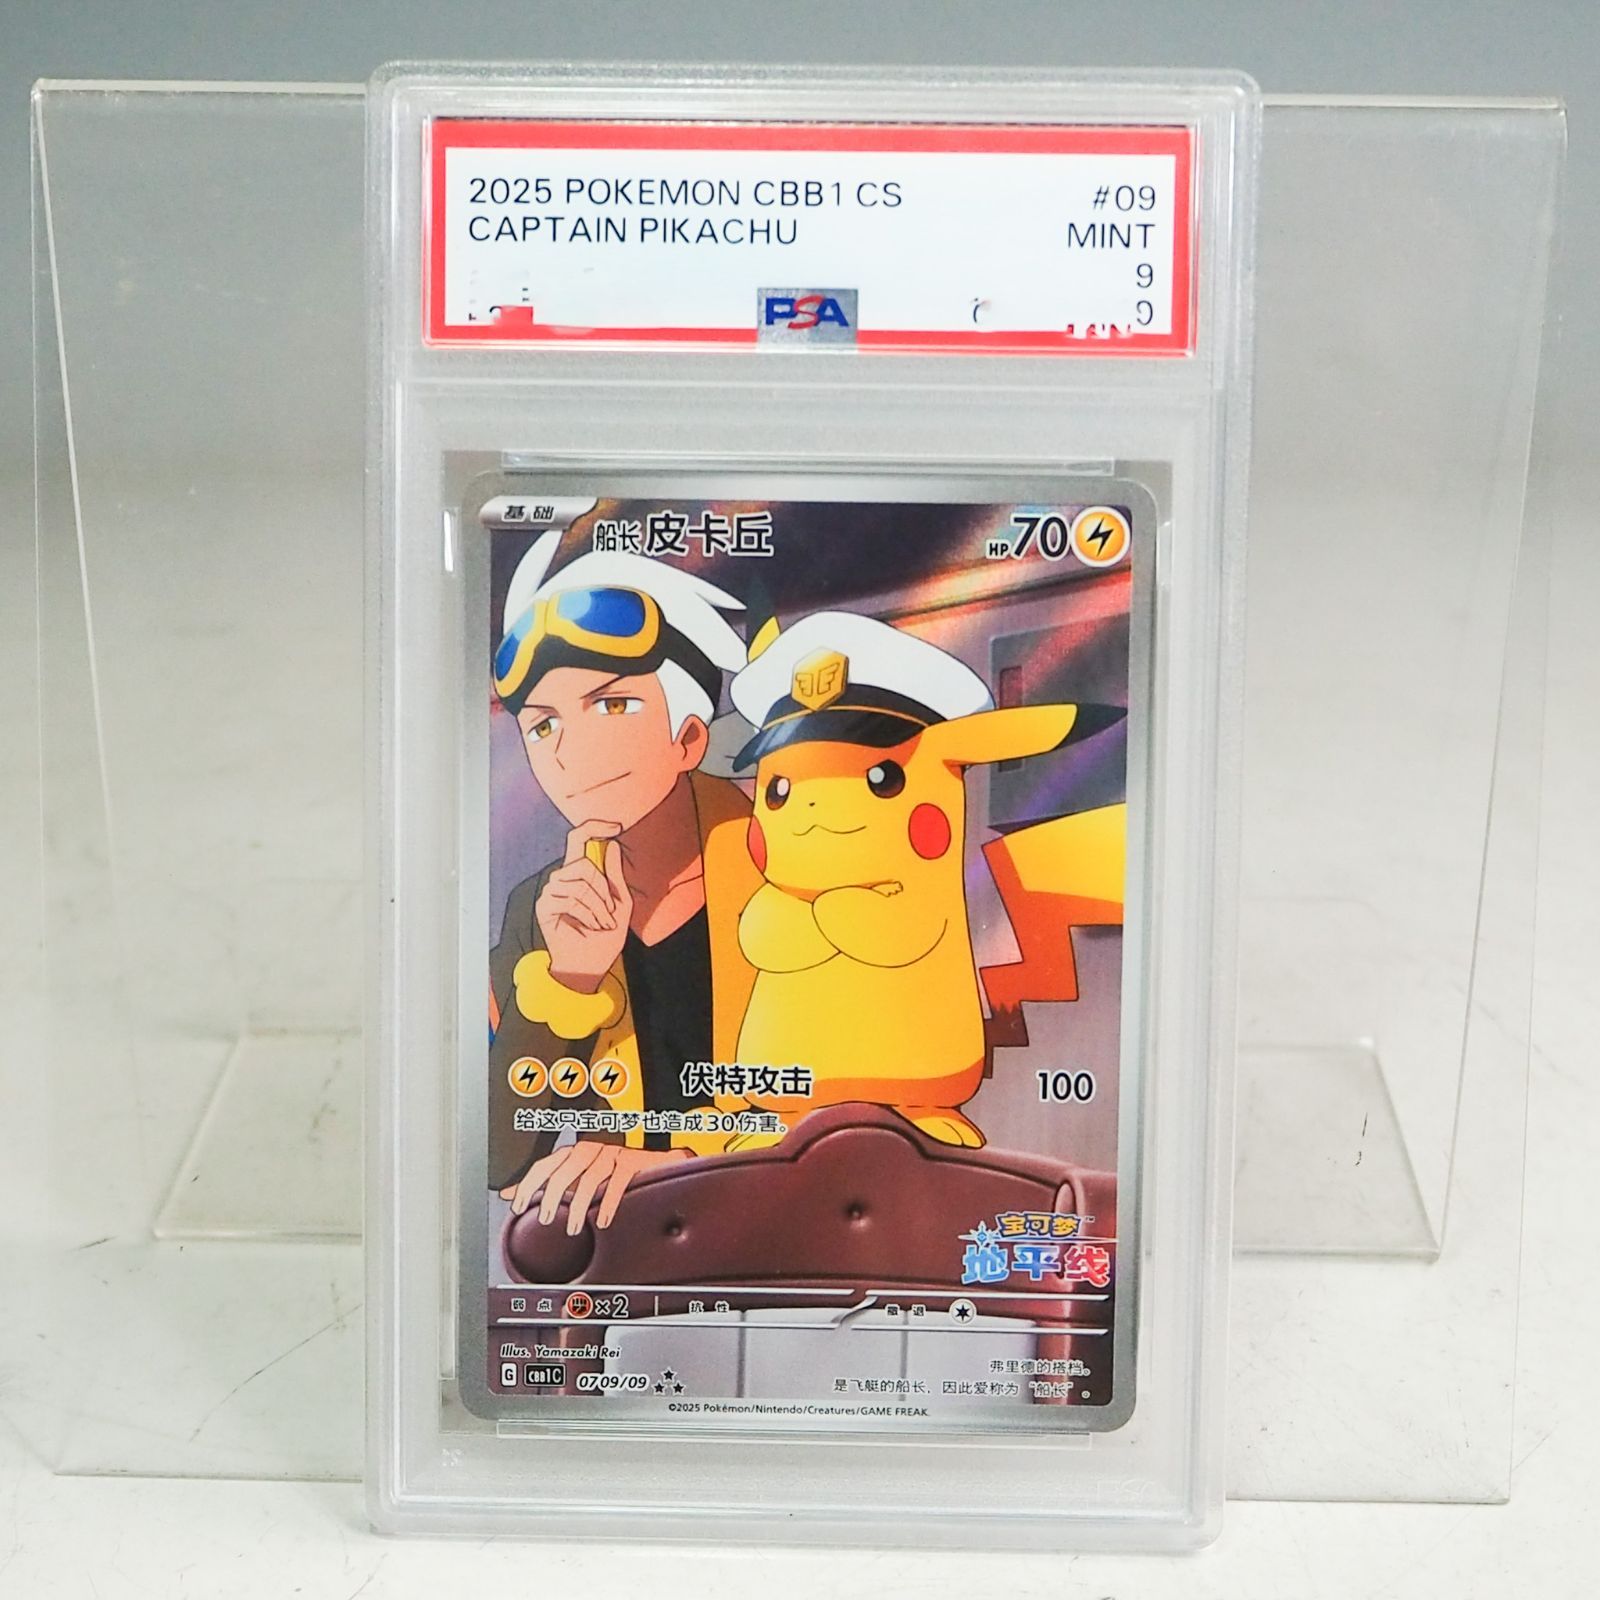 2025 POKEMON CBB1 CS #09
CAPTAIN PIKACHU MINT
9
PSA
基础
船长 皮卡丘 HP 70
伏特攻击 100
给这只宝可梦也造成30伤害。
宝可梦
地平线
弱点 ×2 抗性 撤退
Illus. Yamazaki Rei
G CBB1C 0709/09
弗里德的搭档。
是飞艇的船长，因此爱称为“船长”。
©2025 Pokémon/Nintendo/Creatures/GAME FREAK.